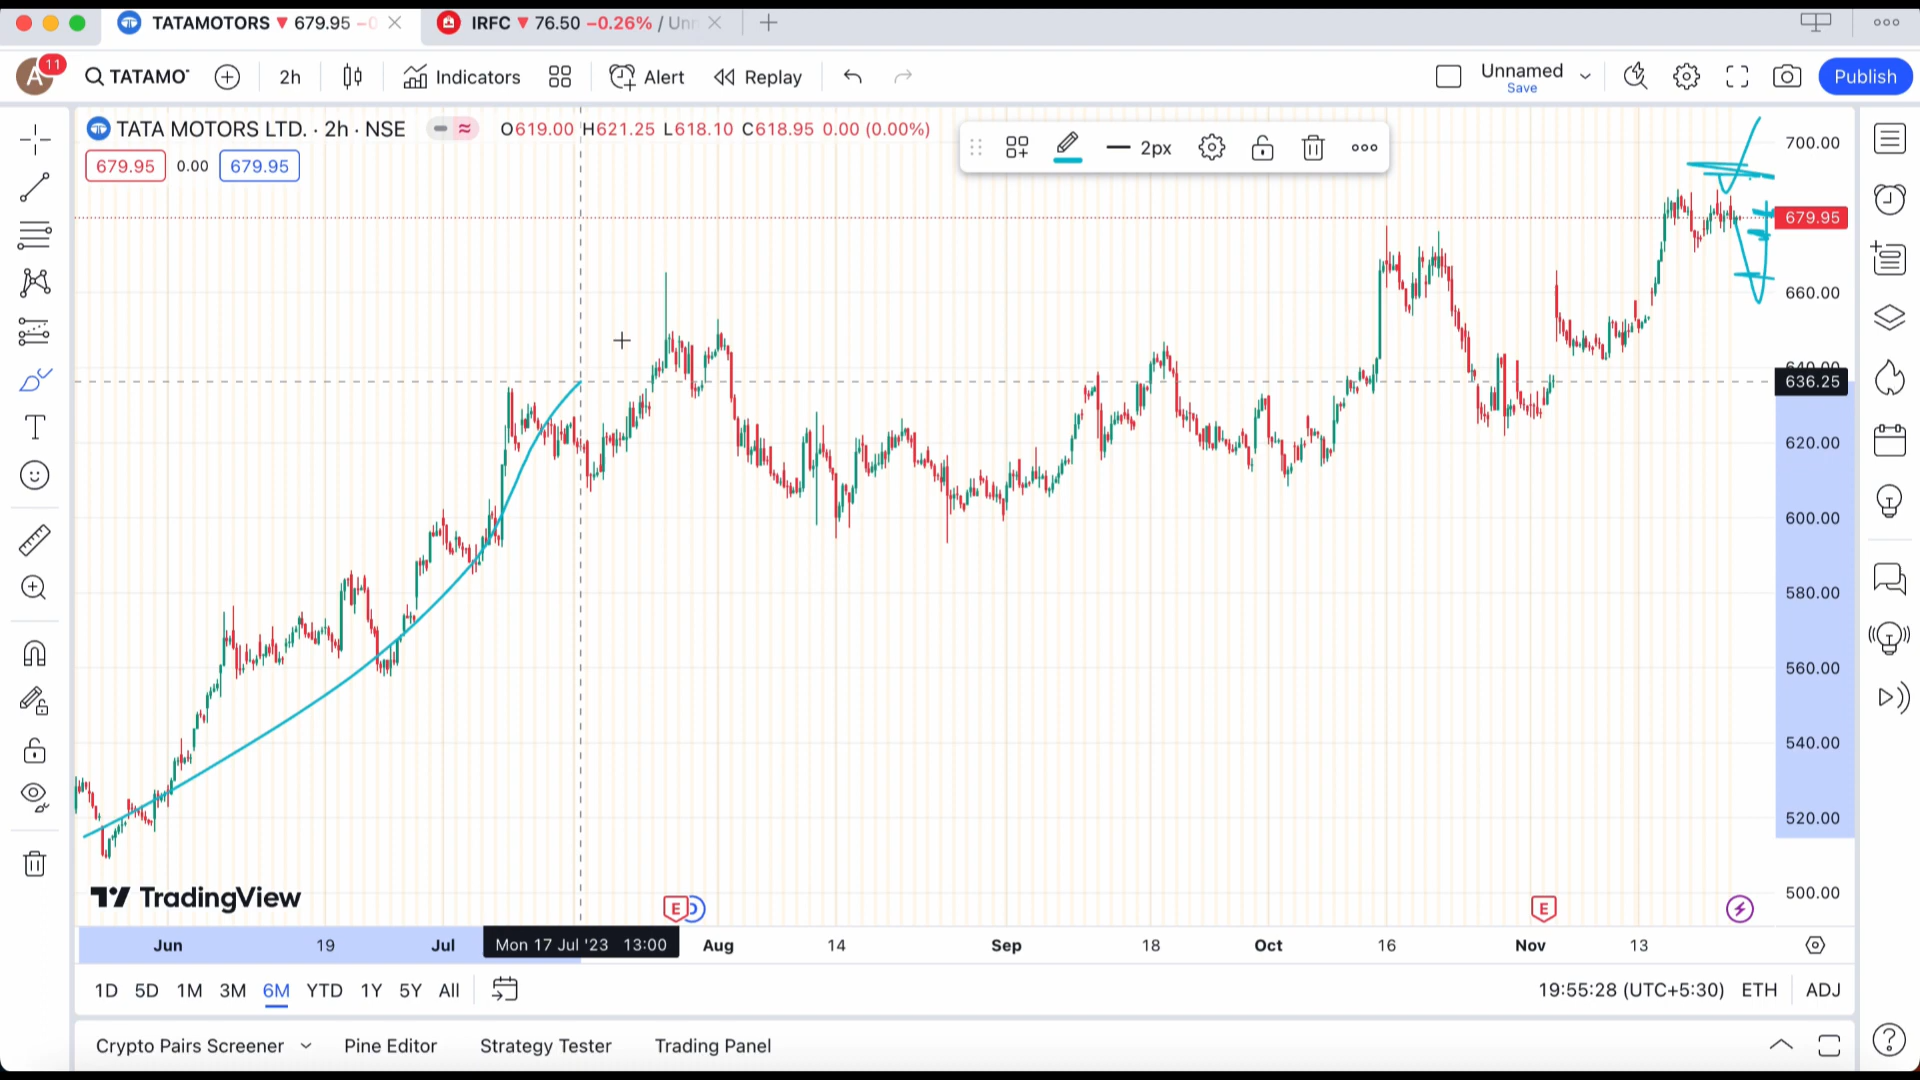 TATAMOTORS ▼ 679.95 −0
IRFC ▼ 76.50 −0.26% / Unn
A 11
TATAMO
2h
Indicators
Alert
Replay
Unnamed
Save
Publish
TATA MOTORS LTD. · 2h · NSE
O619.00 H621.25 L618.10 C618.95 0.00 (0.00%)
679.95 0.00 679.95
2px
700.00
679.95
660.00
640.00
636.25
620.00
600.00
580.00
560.00
540.00
520.00
500.00
TradingView
E D
E
Jun 19 Jul Mon 17 Jul '23 13:00 Aug 14 Sep 18 Oct 16 Nov 13
1D 5D 1M 3M 6M YTD 1Y 5Y All
19:55:28 (UTC+5:30) ETH ADJ
Crypto Pairs Screener
Pine Editor
Strategy Tester
Trading Panel